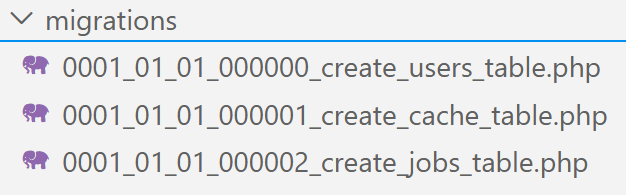 migrations
0001_01_01_000000_create_users_table.php
0001_01_01_000001_create_cache_table.php
0001_01_01_000002_create_jobs_table.php